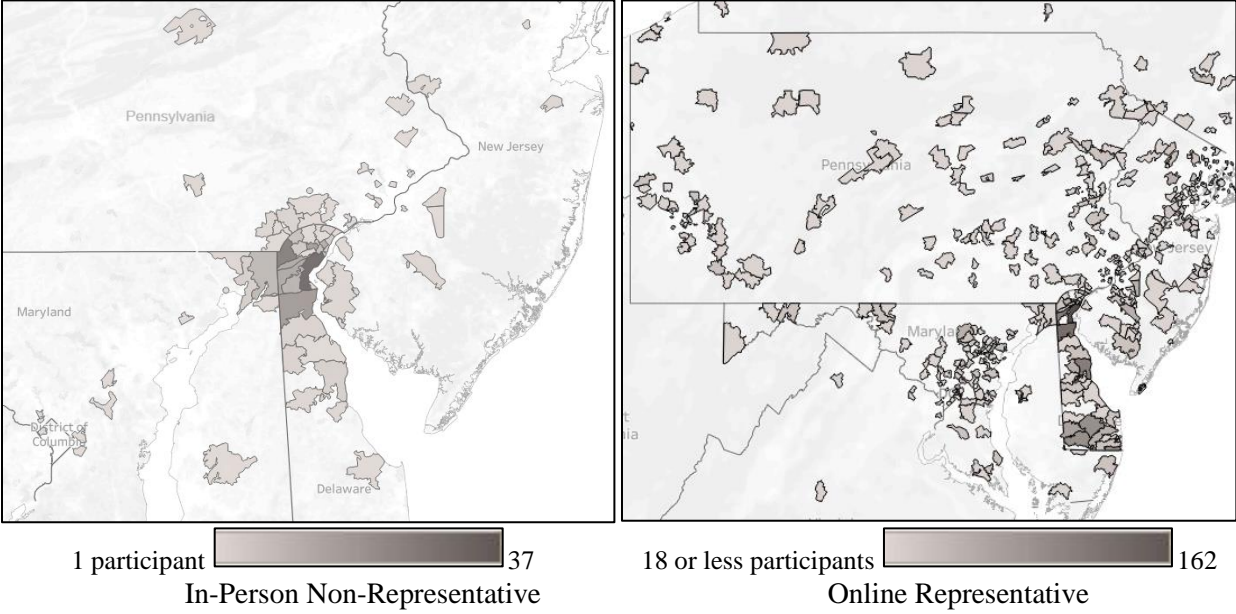 Pennsylvania
New Jersey
Maryland
District of
Columbia
Delaware
Pennsylvania
New Jersey
Maryland
1 participant 37
In-Person Non-Representative
18 or less participants 162
Online Representative